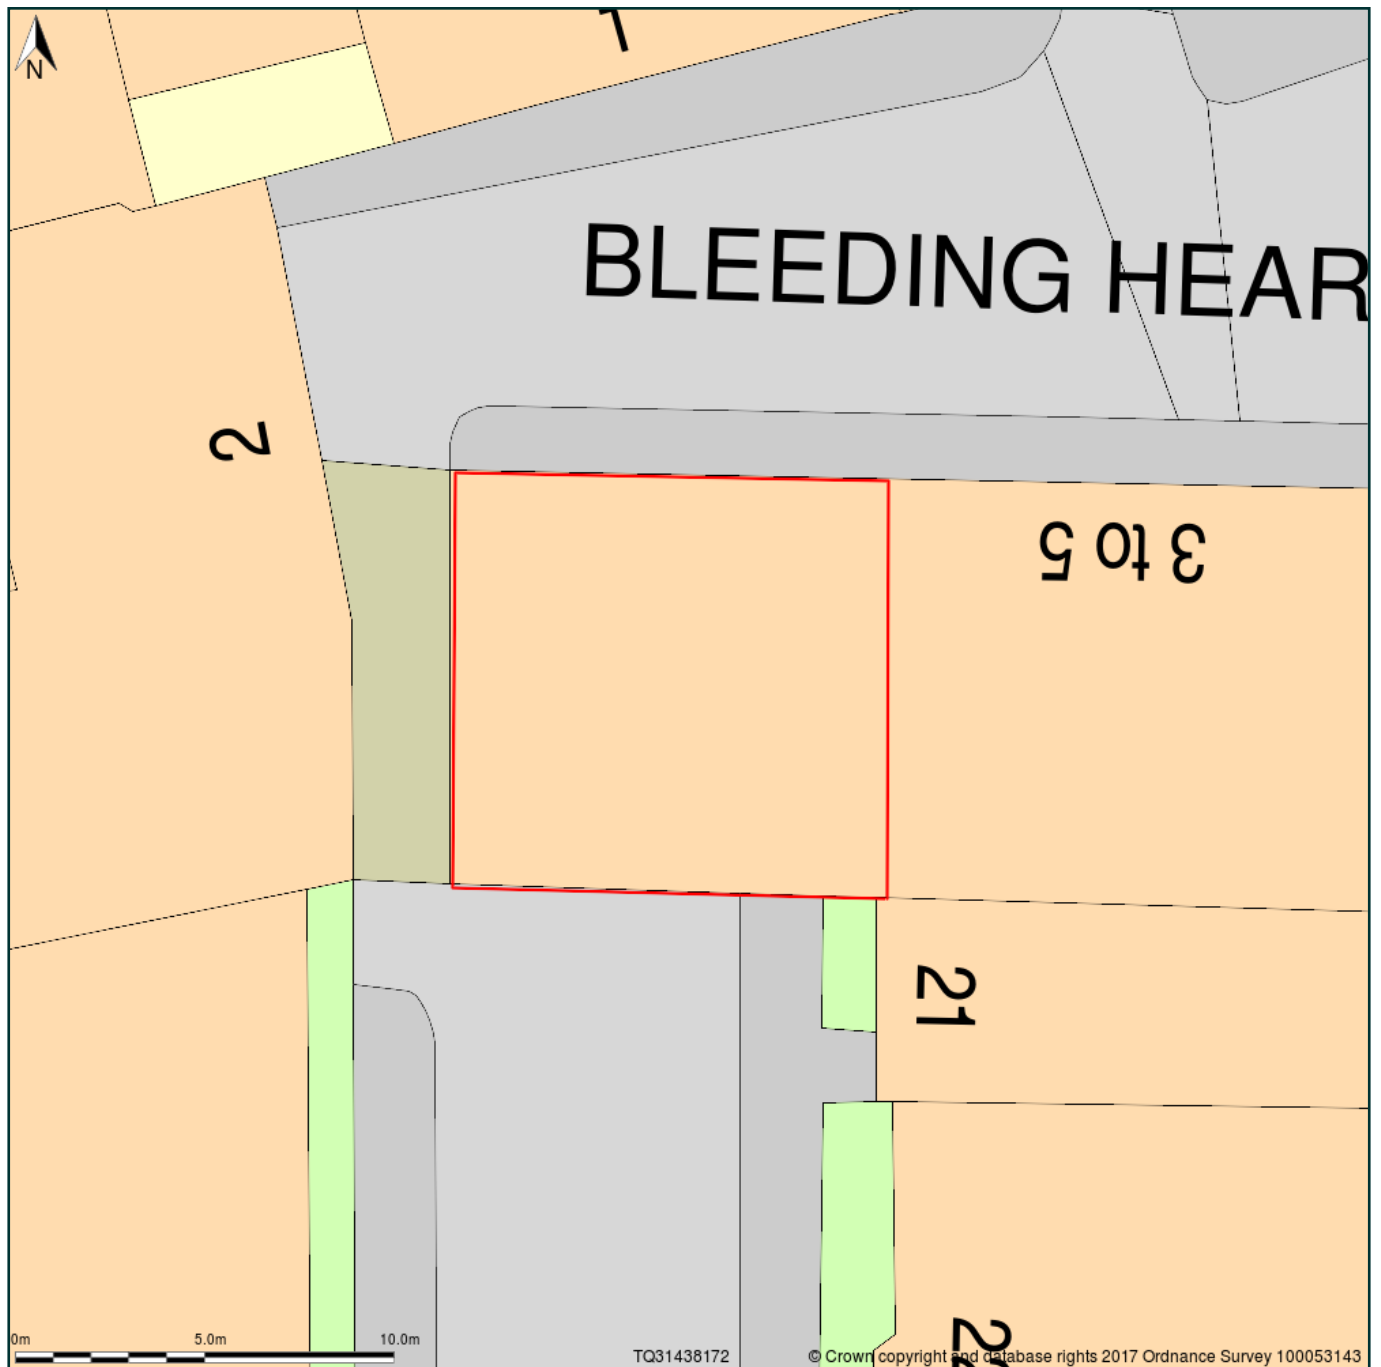 N
BLEEDING HEAR
2
3 to 5
21
0m 5.0m 10.0m
TQ31438172
© Crown copyright and database rights 2017 Ordnance Survey 100053143